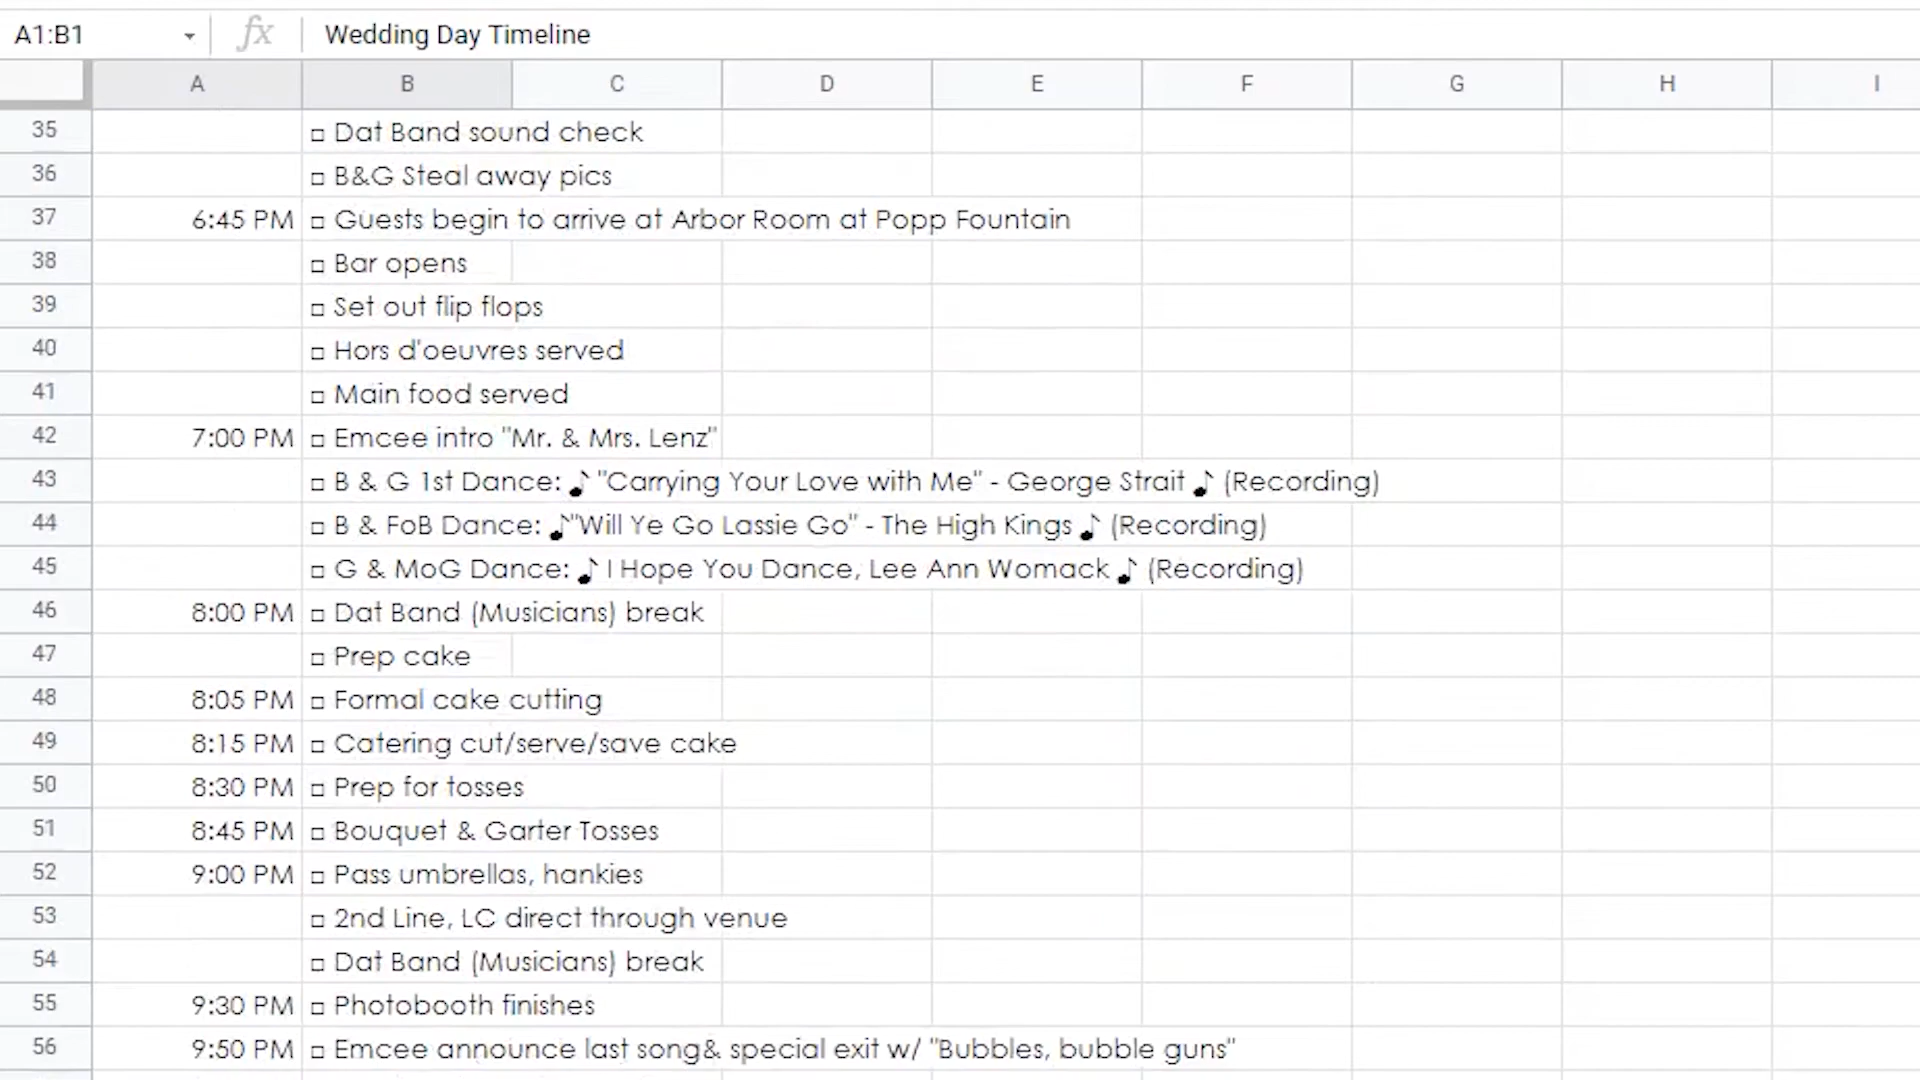 A1:B1 fx Wedding Day Timeline
A B C D E F G H I
35 □ Dat Band sound check
36 □ B&G Steal away pics
37 6:45 PM □ Guests begin to arrive at Arbor Room at Popp Fountain
38 □ Bar opens
39 □ Set out flip flops
40 □ Hors d'oeuvres served
41 □ Main food served
42 7:00 PM □ Emcee intro "Mr. & Mrs. Lenz"
43 □ B & G 1st Dance: ♪ "Carrying Your Love with Me" - George Strait ♪ (Recording)
44 □ B & FoB Dance: ♪"Will Ye Go Lassie Go" - The High Kings ♪ (Recording)
45 □ G & MoG Dance: ♪ I Hope You Dance, Lee Ann Womack ♪ (Recording)
46 8:00 PM □ Dat Band (Musicians) break
47 □ Prep cake
48 8:05 PM □ Formal cake cutting
49 8:15 PM □ Catering cut/serve/save cake
50 8:30 PM □ Prep for tosses
51 8:45 PM □ Bouquet & Garter Tosses
52 9:00 PM □ Pass umbrellas, hankies
53 □ 2nd Line, LC direct through venue
54 □ Dat Band (Musicians) break
55 9:30 PM □ Photobooth finishes
56 9:50 PM □ Emcee announce last song& special exit w/ "Bubbles, bubble guns"